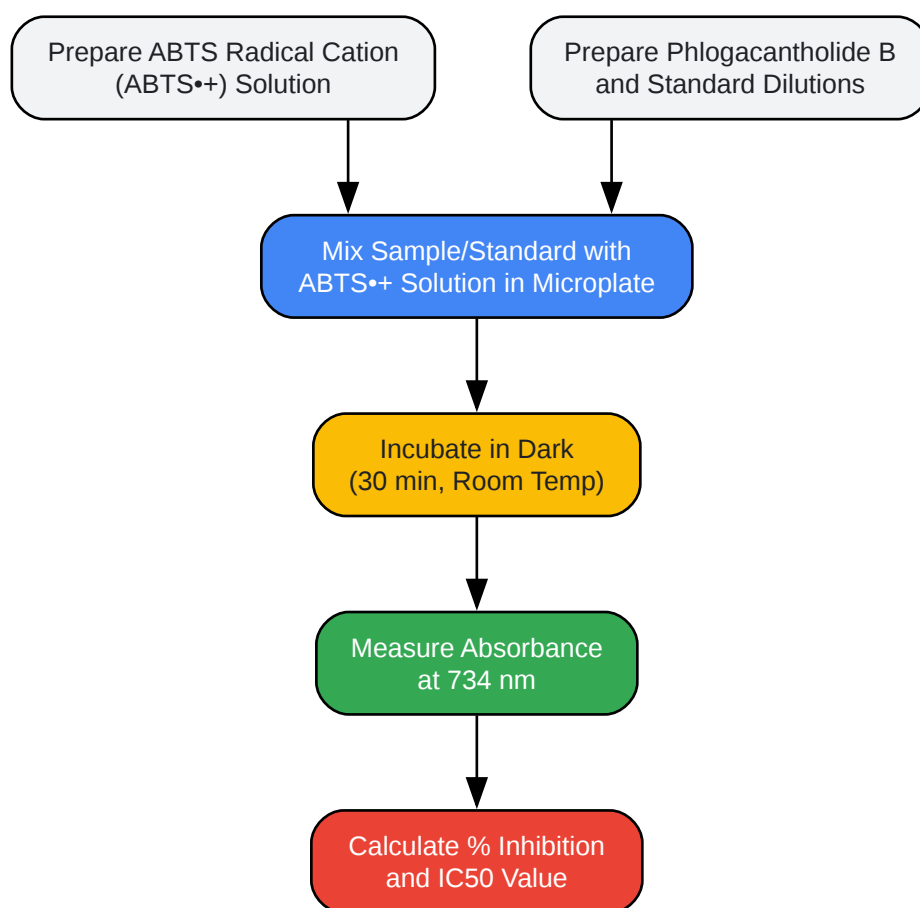 Prepare ABTS Radical Cation
(ABTS•+) Solution
Prepare Phlogacantholide B
and Standard Dilutions
Mix Sample/Standard with
ABTS•+ Solution in Microplate
Incubate in Dark
(30 min, Room Temp)
Measure Absorbance
at 734 nm
Calculate % Inhibition
and IC50 Value